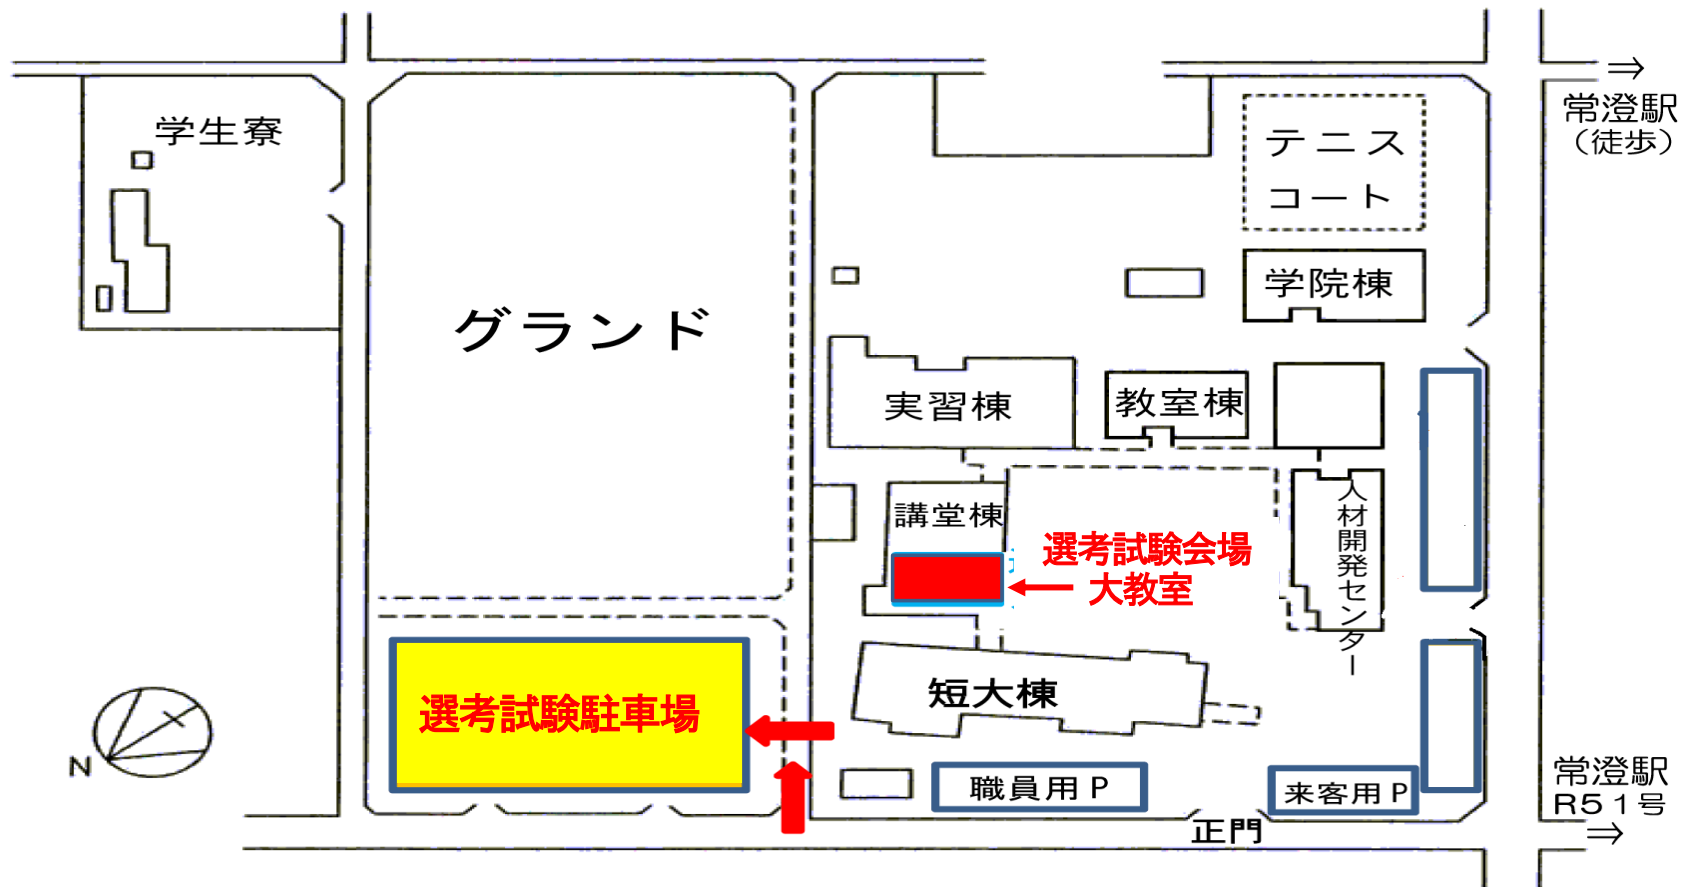 ⇒
常澄駅
（徒歩）
学生寮
テニス
コート
学院棟
グランド
実習棟
教室棟
人材開発センター
講堂棟
選考試験会場
大教室
短大棟
選考試験駐車場
N
職員用P
来客用P
正門
常澄駅
R51号
⇒